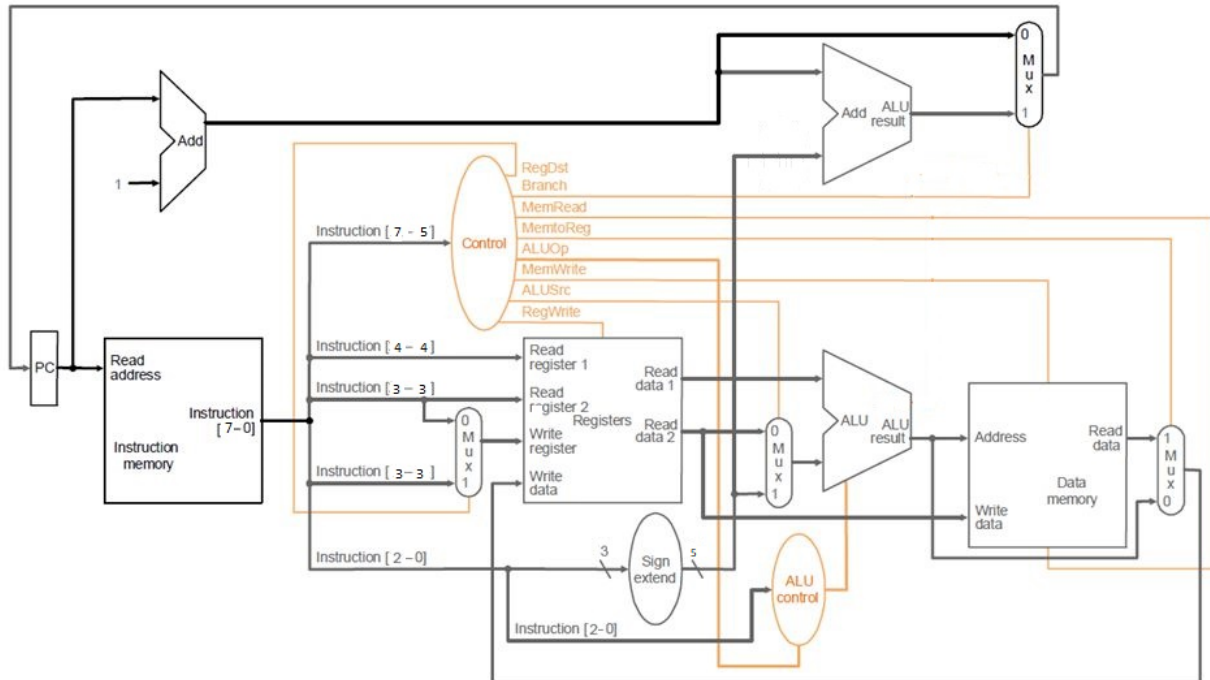 0
M
u
x
1
Add
ALU
result
Add
1
RegDst
Branch
MemRead
MemtoReg
ALUOp
MemWrite
ALUSrc
RegWrite
Control
Instruction [ 7 - 5 ]
Instruction [ 4 - 4 ]
Instruction [ 3 - 3 ]
Instruction [ 3 - 3 ]
Instruction [ 2 - 0 ]
Instruction [ 2- 0 ]
PC
Read
address
Instruction
[ 7- 0 ]
Instruction
memory
0
M
u
x
1
Read
register 1
Read
register 2
Registers
Write
register
Write
data
Read
data 1
Read
data 2
0
M
u
x
1
ALU
ALU
result
Address
Read
data
Data
memory
Write
data
1
M
u
x
0
3
Sign
extend
5
ALU
control